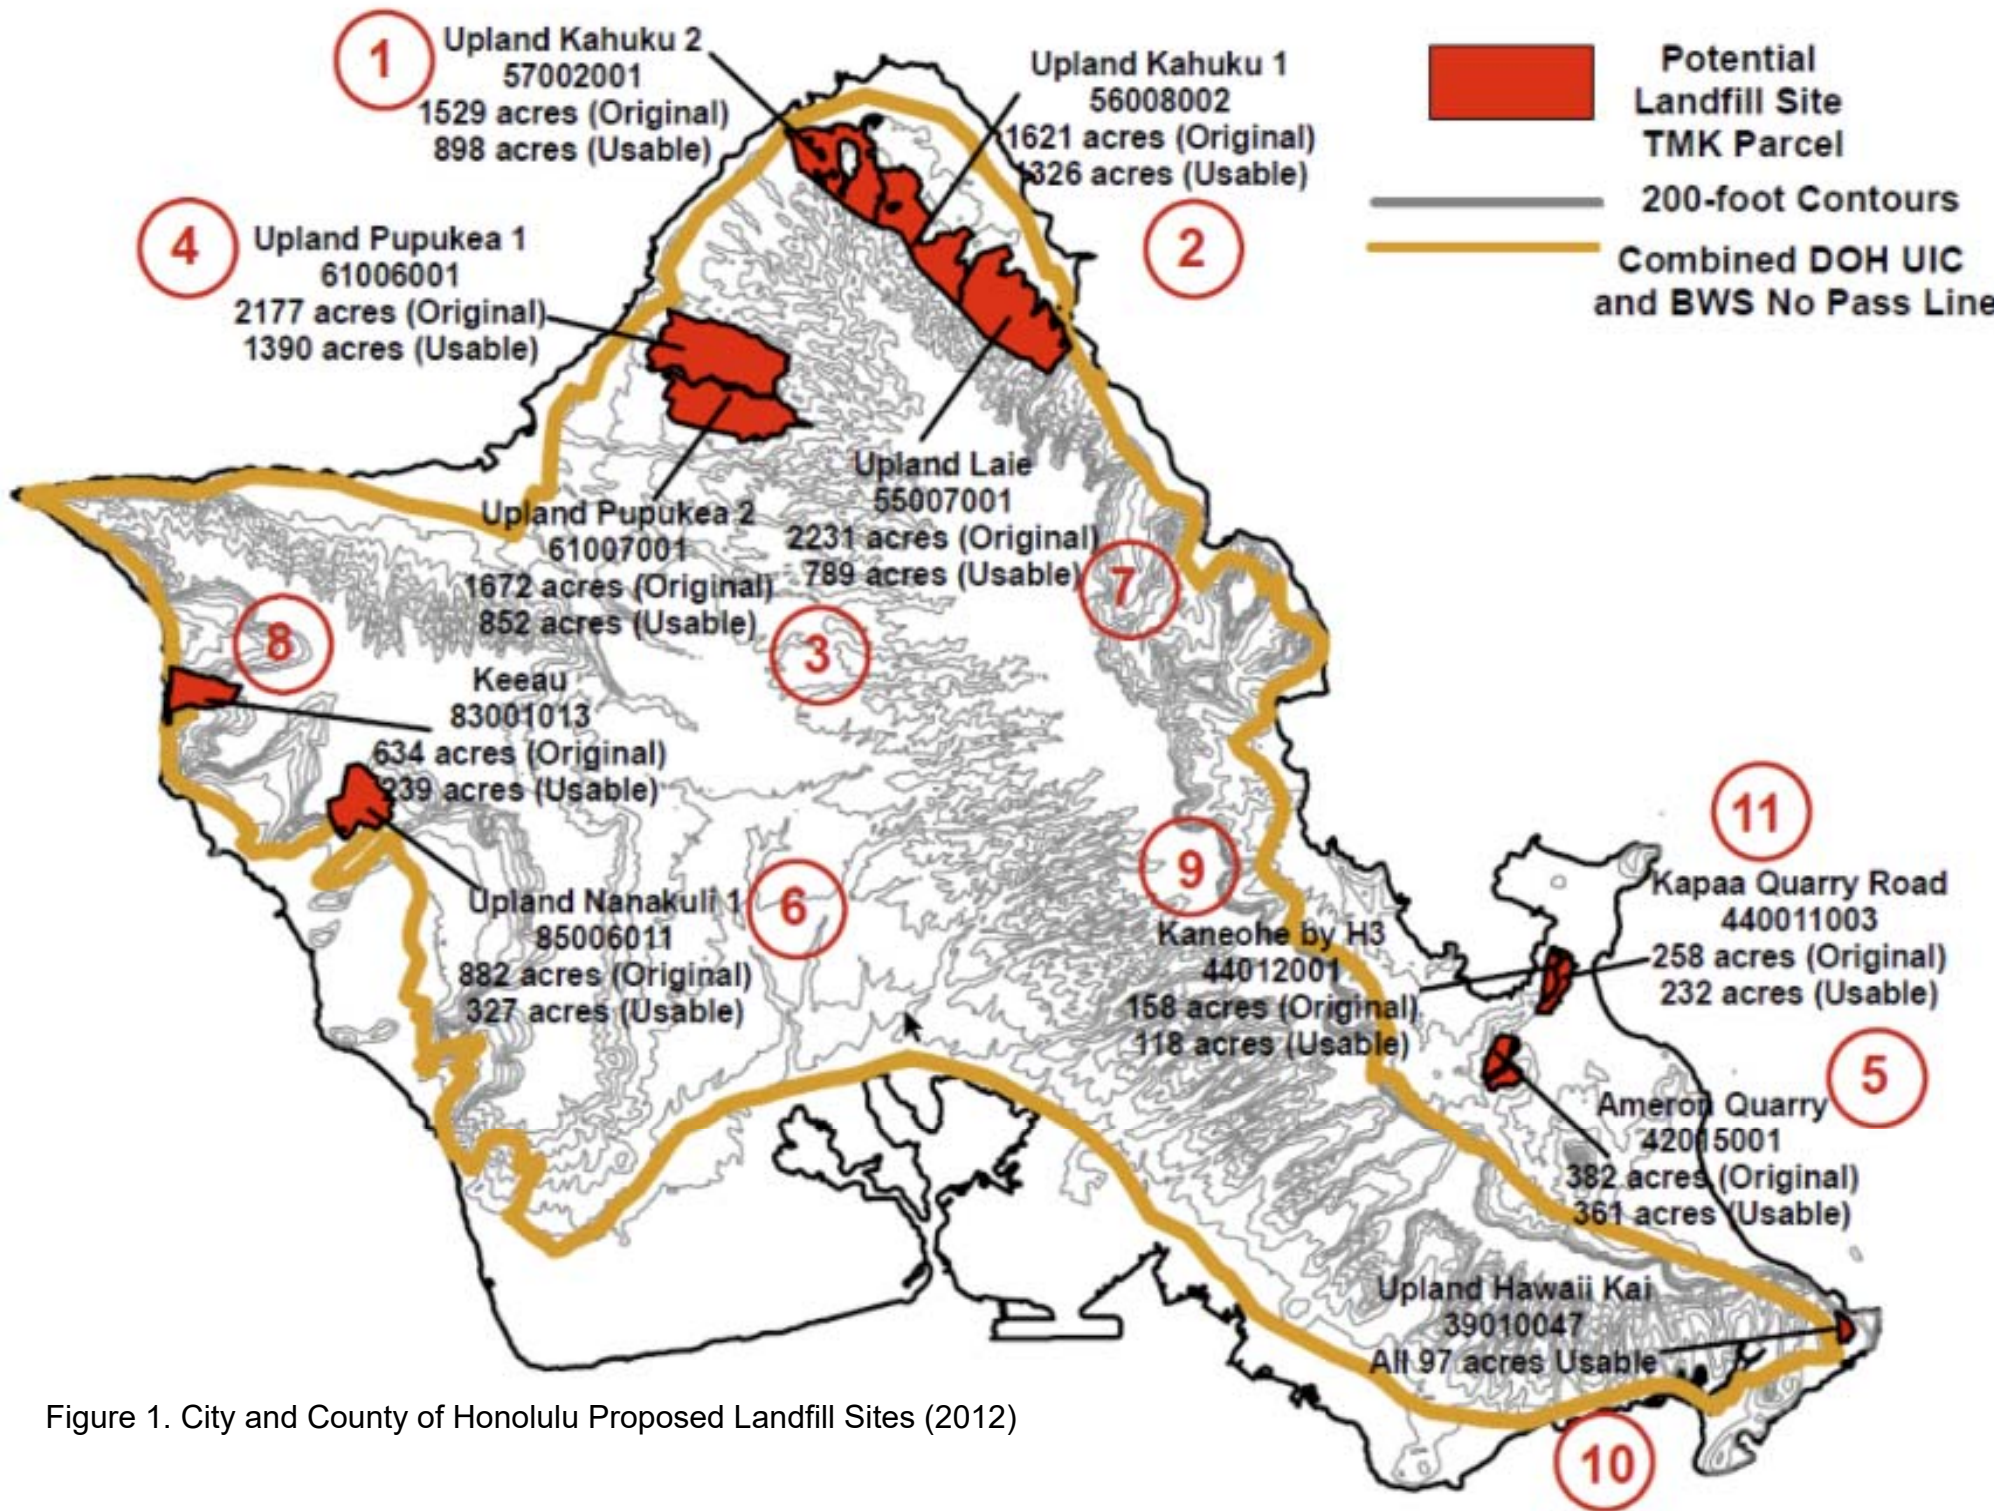 1
Upland Kahuku 2
57002001
1529 acres (Original)
898 acres (Usable)
Upland Kahuku 1
56008002
1621 acres (Original)
1326 acres (Usable)
2
Potential
Landfill Site
TMK Parcel
200-foot Contours
Combined DOH UIC
and BWS No Pass Line
4
Upland Pupukea 1
61006001
2177 acres (Original)
1390 acres (Usable)
Upland Pupukea 2
61007001
1672 acres (Original)
852 acres (Usable)
3
Upland Laie
55007001
2231 acres (Original)
789 acres (Usable)
7
8
Keeau
83001013
634 acres (Original)
239 acres (Usable)
Upland Nanakuli 1
85006011
882 acres (Original)
327 acres (Usable)
6
9
Kaneohe by H3
44012001
158 acres (Original)
118 acres (Usable)
11
Kapaa Quarry Road
440011003
258 acres (Original)
232 acres (Usable)
5
Ameron Quarry
42015001
382 acres (Original)
361 acres (Usable)
Upland Hawaii Kai
39010047
All 97 acres Usable
10
Figure 1. City and County of Honolulu Proposed Landfill Sites (2012)